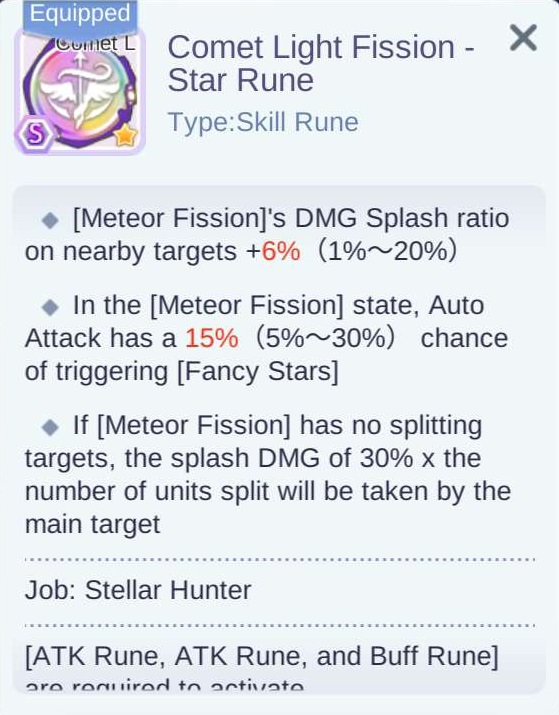 Equipped
Comet L
Comet Light Fission -
Star Rune
Type:Skill Rune
S
◆ [Meteor Fission]'s DMG Splash ratio
on nearby targets +6%（1%～20%）
◆ In the [Meteor Fission] state, Auto
Attack has a 15%（5%～30%） chance
of triggering [Fancy Stars]
◆ If [Meteor Fission] has no splitting
targets, the splash DMG of 30% x the
number of units split will be taken by the
main target
Job: Stellar Hunter
[ATK Rune, ATK Rune, and Buff Rune]
are required to activate